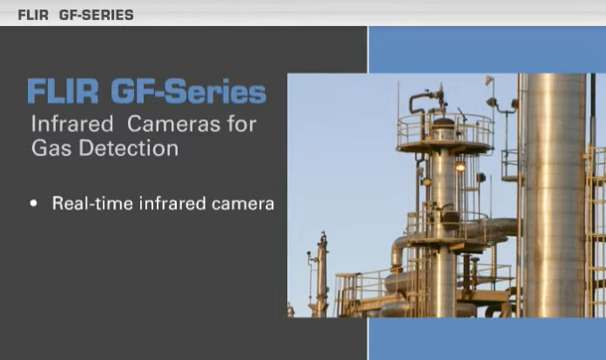 FLIR GF-SERIES
FLIR GF-Series
Infrared Cameras for
Gas Detection
• Real-time infrared camera